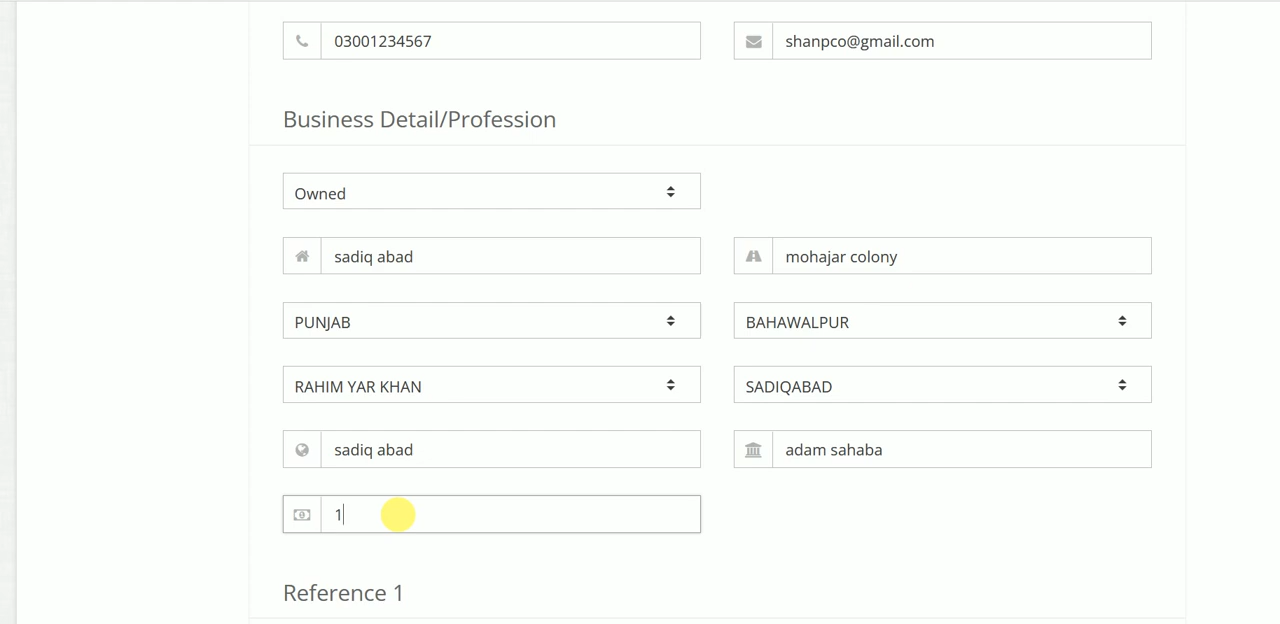 03001234567
shanpco@gmail.com
Business Detail/Profession
Owned
sadiq abad
mohajar colony
PUNJAB
BAHAWALPUR
RAHIM YAR KHAN
SADIQABAD
sadiq abad
adam sahaba
1
Reference 1